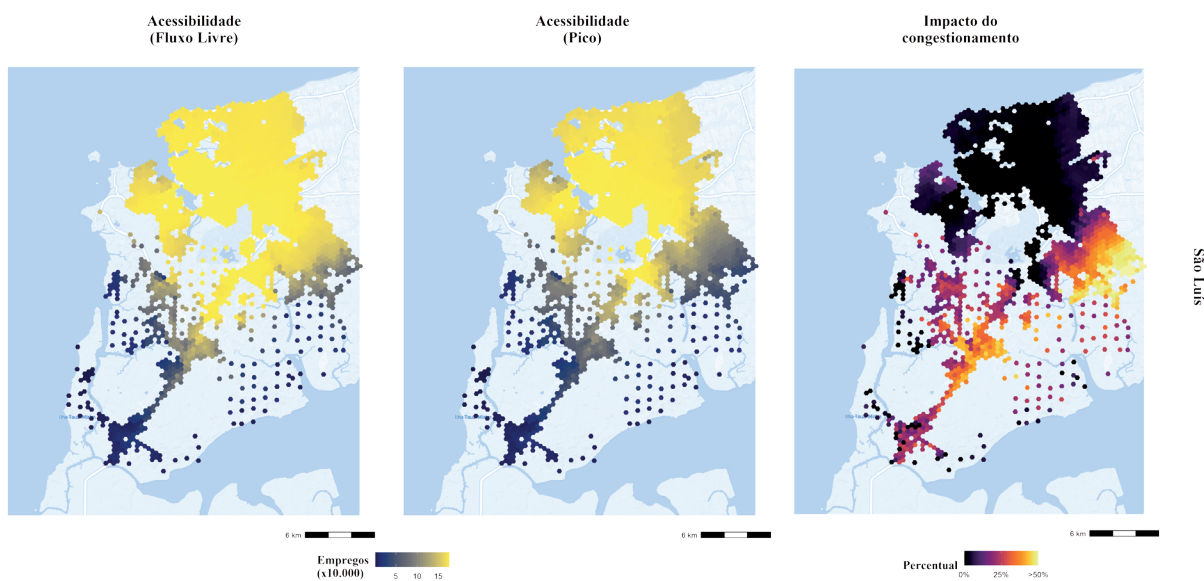 Acessibilidade
(Fluxo Livre)
Acessibilidade
(Pico)
Impacto do
congestionamento
São Luis
6 km
6 km
6 km
Empregos
(x10.000)
5 10 15
Percentual
0% 25% >50%